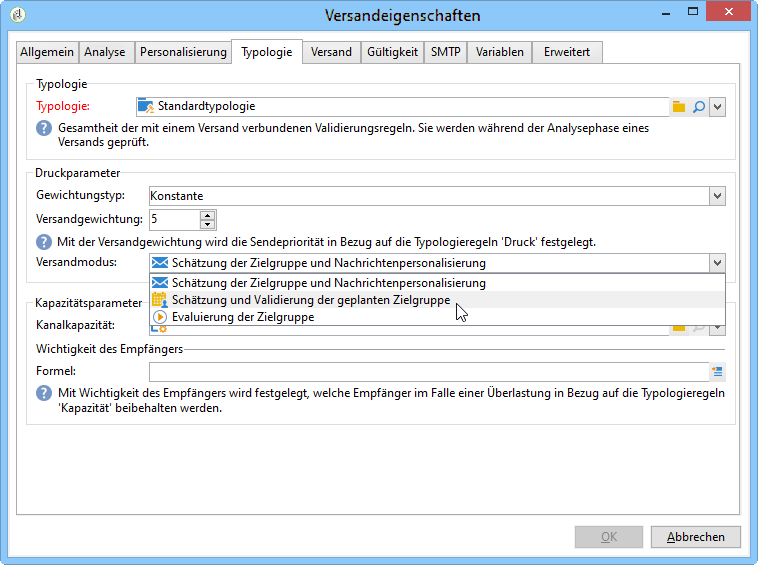 Versandeigenschaften
Allgemein Analyse Personalisierung Typologie Versand Gültigkeit SMTP Variablen Erweitert
Typologie
Typologie: Standardtypologie
Gesamtheit der mit einem Versand verbundenen Validierungsregeln. Sie werden während der Analysephase eines
Versands geprüft.
Druckparameter
Gewichtungstyp: Konstante
Versandgewichtung: 5
Mit der Versandgewichtung wird die Sendepriorität in Bezug auf die Typologieregeln 'Druck' festgelegt.
Versandmodus: Schätzung der Zielgruppe und Nachrichtenpersonalisierung
Schätzung der Zielgruppe und Nachrichtenpersonalisierung
Schätzung und Validierung der geplanten Zielgruppe
Kapazitätsparameter
Evaluierung der Zielgruppe
Kanalkapazität:
Wichtigkeit des Empfängers
Formel:
Mit Wichtigkeit des Empfängers wird festgelegt, welche Empfänger im Falle einer Überlastung in Bezug auf die Typologieregeln
'Kapazität' beibehalten werden.
OK Abbrechen